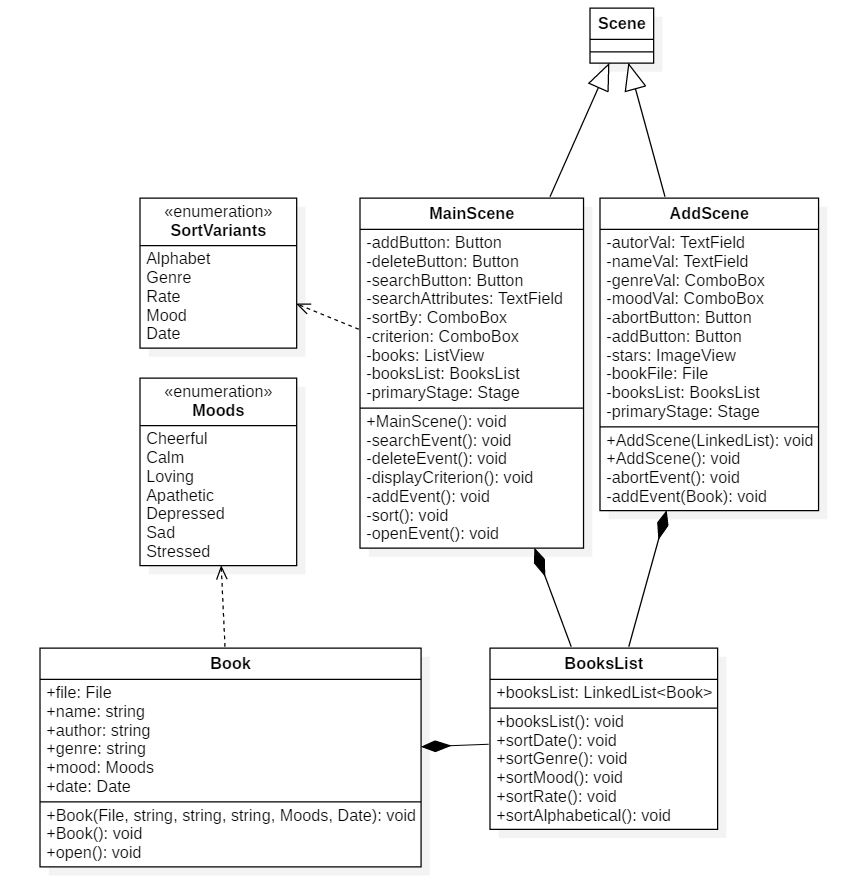 Scene
«enumeration»
SortVariants
Alphabet
Genre
Rate
Mood
Date
MainScene
-addButton: Button
-deleteButton: Button
-searchButton: Button
-searchAttributes: TextField
-sortBy: ComboBox
-criterion: ComboBox
-books: ListView
-booksList: BooksList
-primaryStage: Stage
+MainScene(): void
-searchEvent(): void
-deleteEvent(): void
-displayCriterion(): void
-addEvent(): void
-sort(): void
-openEvent(): void
AddScene
-autorVal: TextField
-nameVal: TextField
-genreVal: ComboBox
-moodVal: ComboBox
-abortButton: Button
-addButton: Button
-stars: ImageView
-bookFile: File
-booksList: BooksList
-primaryStage: Stage
+AddScene(LinkedList): void
+AddScene(): void
-abortEvent(): void
-addEvent(Book): void
«enumeration»
Moods
Cheerful
Calm
Loving
Apathetic
Depressed
Sad
Stressed
Book
+file: File
+name: string
+author: string
+genre: string
+mood: Moods
+date: Date
+Book(File, string, string, string, Moods, Date): void
+Book(): void
+open(): void
BooksList
+booksList: LinkedList<Book>
+booksList(): void
+sortDate(): void
+sortGenre(): void
+sortMood(): void
+sortRate(): void
+sortAlphabetical(): void